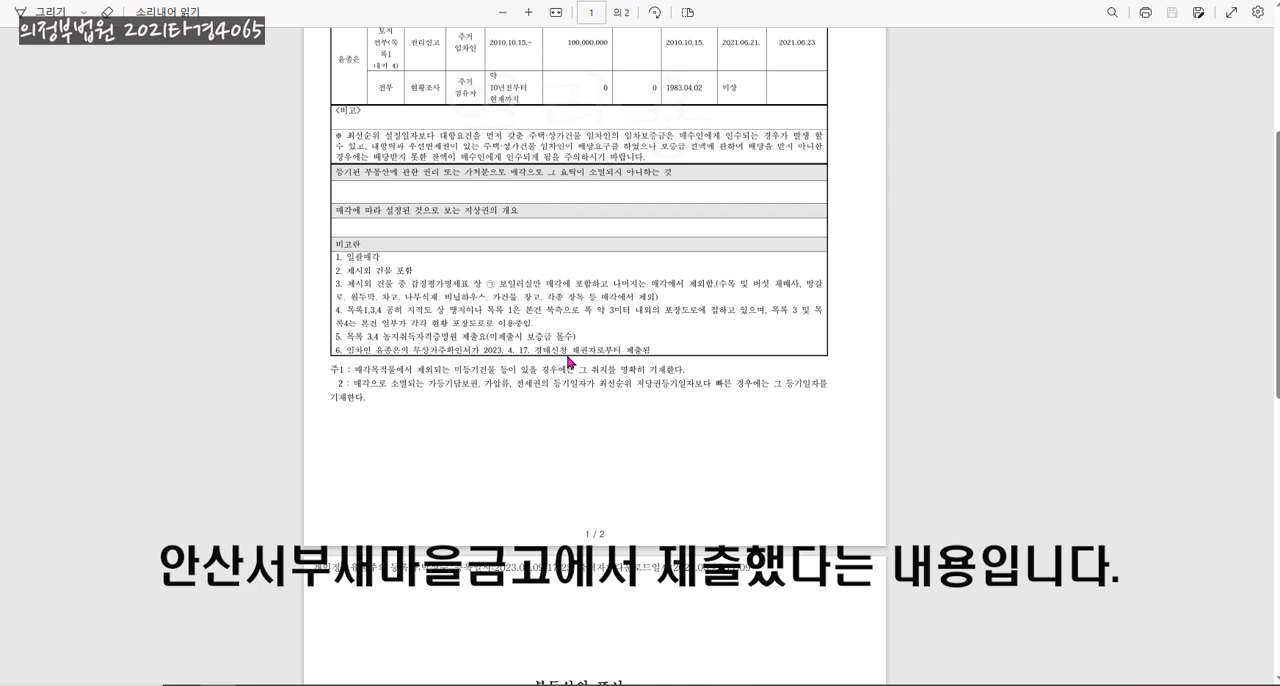 그리기 소리내어 읽기 1 의 2
의정부법원 2021타경4065
윤종은 토지 전부(목록1 내지 4) 권리신고 주거 임차인 2010.10.15.~ 100,000,000 2010.10.15. 2021.06.21. 2021.06.23
전부 현황조사 주거 점유자 약 10년전부터 현재까지 0 0 1983.04.02 미상
<비고>
※ 최선순위 설정일자보다 대항요건을 먼저 갖춘 주택·상가건물 임차인의 임차보증금은 매수인에게 인수되는 경우가 발생 할
수 있고, 대항력과 우선변제권이 있는 주택·상가건물 임차인이 배당요구를 하였으나 보증금 전액에 관하여 배당을 받지 아니한
경우에는 배당받지 못한 잔액이 매수인에게 인수되게 됨을 주의하시기 바랍니다.
등기된 부동산에 관한 권리 또는 가처분으로 매각으로 그 효력이 소멸되지 아니하는 것
매각에 따라 설정된 것으로 보는 지상권의 개요
비고란
1. 일괄매각
2. 제시외 건물 포함
3. 제시외 건물 중 감정평가명세표 상 ㉠ 보일러실만 매각에 포함하고 나머지는 매각에서 제외함.(수목 및 버섯 재배사, 방갈
로, 원두막, 차고, 나무식재, 비닐하우스, 가건물, 창고, 각종 장독 등 매각에서 제외)
4. 목록1,3,4 공히 지적도 상 맹지이나 목록 1은 본건 북측으로 폭 약 3미터 내외의 포장도로에 접하고 있으며, 목록 3 및 목
록4는 본건 일부가 각각 현황 포장도로로 이용중임.
5. 목록 3,4 농지취득자격증명원 제출요(미제출시 보증금 몰수)
6. 임차인 윤종은의 무상거주확인서가 2023. 4. 17. 경매신청 채권자로부터 제출됨
주1 : 매각목적물에서 제외되는 미등기건물 등이 있을 경우에는 그 취지를 명확히 기재한다.
2 : 매각으로 소멸되는 가등기담보권, 가압류, 전세권의 등기일자가 최선순위 저당권등기일자보다 빠른 경우에는 그 등기일자를
기재한다.
1 / 2
안산서부새마을금고에서 제출했다는 내용입니다.